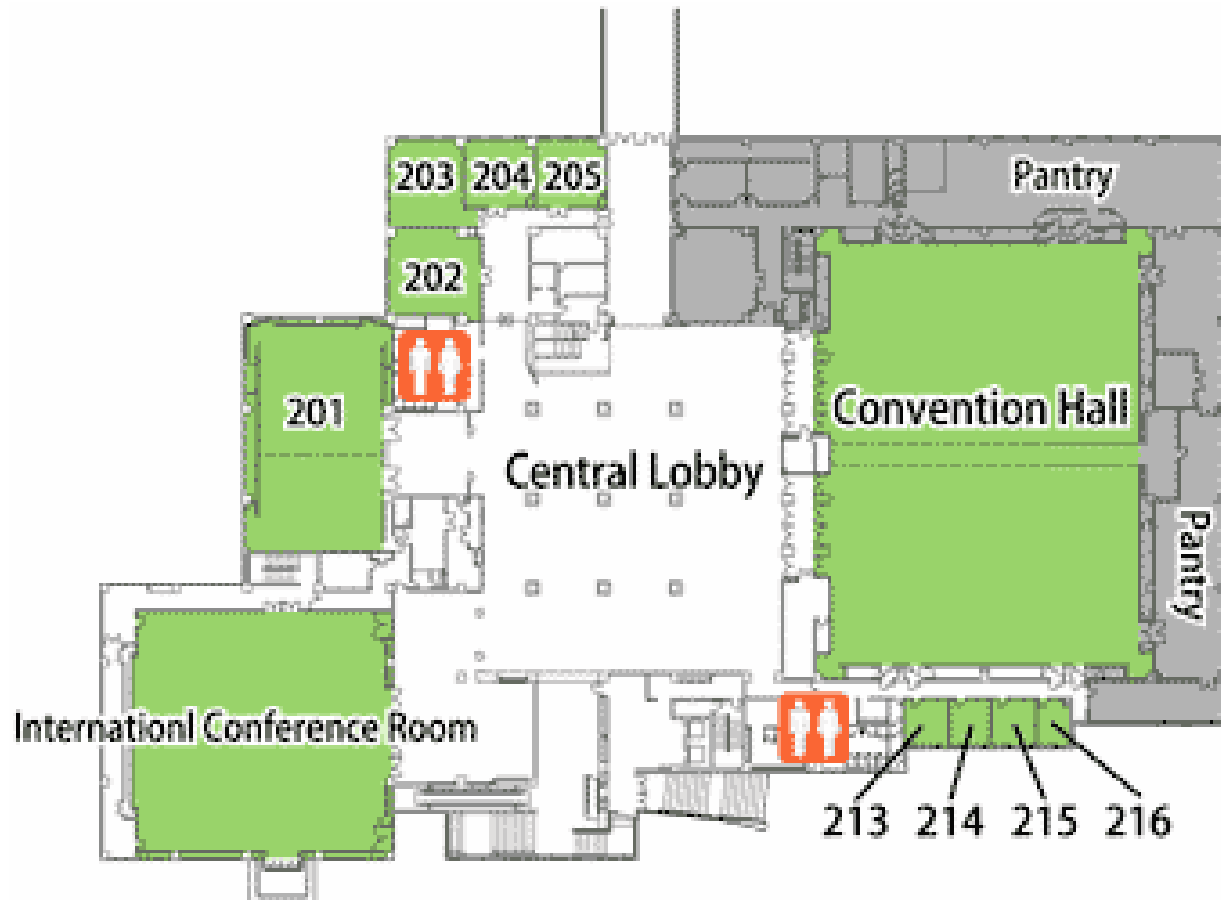 203 204 205
Pantry
202
201
Convention Hall
Central Lobby
Pantry
Internationl Conference Room
213 214 215 216